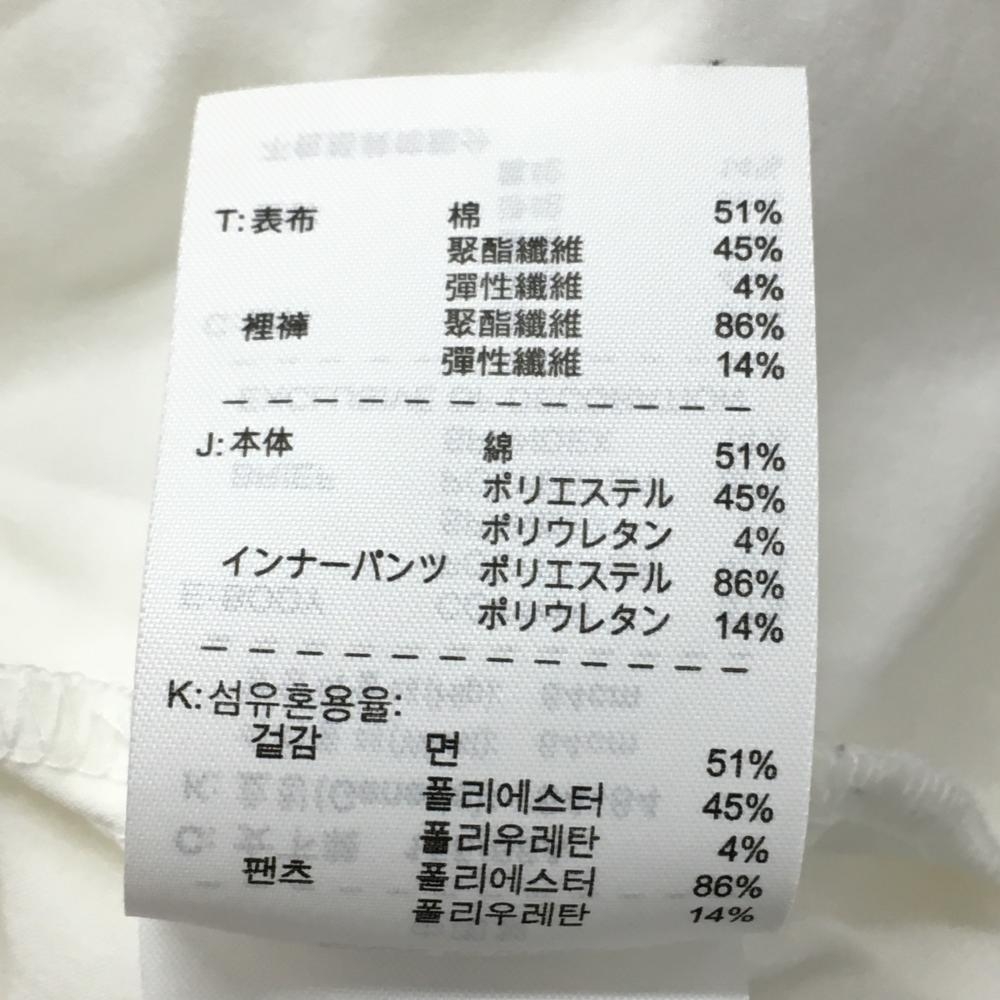 T: 表布 棉 51%
聚酯纖維 45%
彈性纖維 4%
裡褲 聚酯纖維 86%
彈性纖維 14%
J: 本体 綿 51%
ポリエステル 45%
ポリウレタン 4%
インナーパンツ ポリエステル 86%
ポリウレタン 14%
K: 섬유혼용율:
겉감 면 51%
폴리에스터 45%
폴리우레탄 4%
팬츠 폴리에스터 86%
폴리우레탄 14%